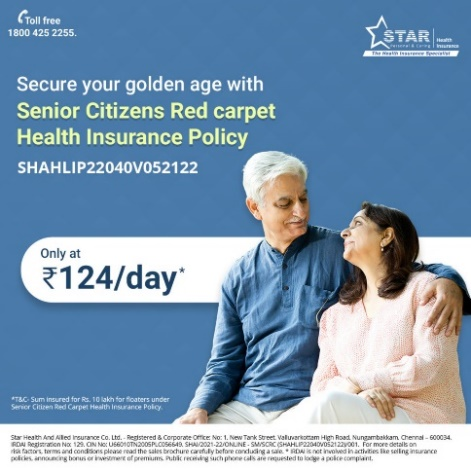 Toll free
1800 425 2255.
STAR Health
Personal & Caring Insurance
The Health Insurance Specialist
Secure your golden age with
Senior Citizens Red carpet
Health Insurance Policy
SHAHLIP22040V052122
Only at
₹124/day*
*T&C- Sum insured for Rs. 10 lakh for floaters under
Senior Citizen Red Carpet Health Insurance Policy.
Star Health And Allied Insurance Co. Ltd. - Registered & Corporate Office: No: 1, New Tank Street, Valluvarkottam High Road, Nungambakkam, Chennai – 600034.
IRDAI Registration No: 129. CIN No: U66010TN2005PLC056649. SHAI/2021-22/ONLINE - SM/SCRC (SHAHLIP22040V052122)/001. For more details on
risk factors, terms and conditions please read the sales brochure carefully before concluding a sale. * IRDAI is not involved in activities like selling insurance
policies, announcing bonus or investment of premiums. Public receiving such phone calls are requested to lodge a police complaint.